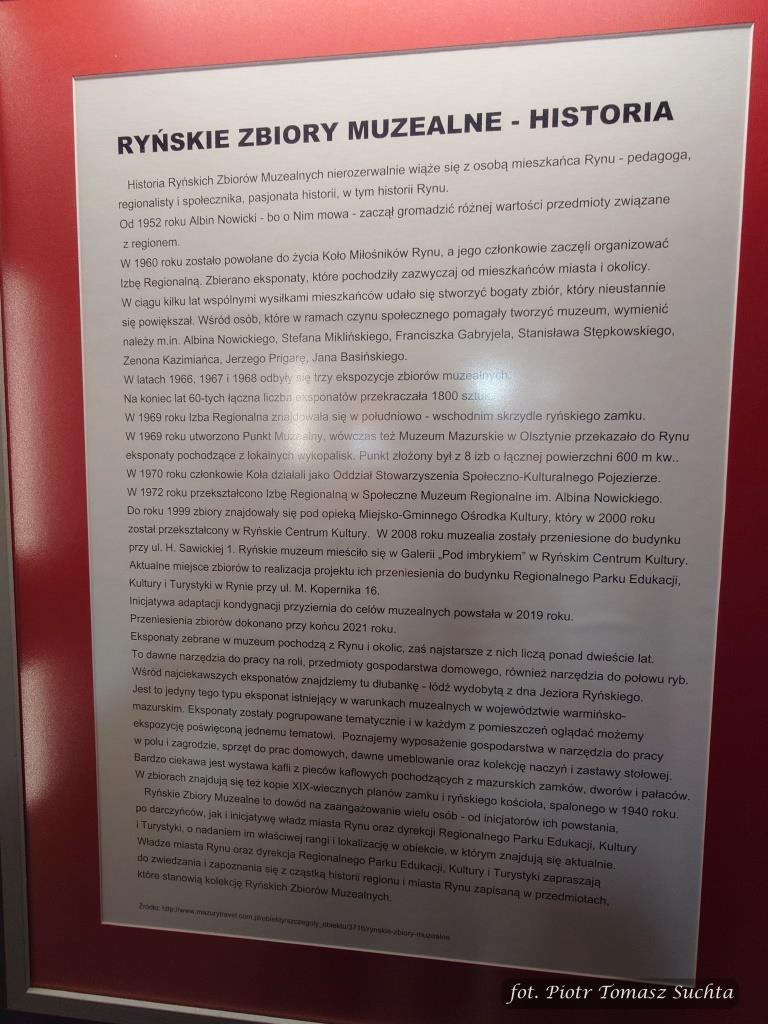 RYŃSKIE ZBIORY MUZEALNE - HISTORIA
Historia Ryńskich Zbiorów Muzealnych nierozerwalnie wiąże się z osobą mieszkańca Rynu - pedagoga,
regionalisty i społecznika, pasjonata historii, w tym historii Rynu.
Od 1952 roku Albin Nowicki - bo o Nim mowa - zaczął gromadzić różnej wartości przedmioty związane
z regionem.
W 1960 roku zostało powołane do życia Koło Miłośników Rynu, a jego członkowie zaczęli organizować
Izbę Regionalną. Zbierano eksponaty, które pochodziły zazwyczaj od mieszkańców miasta i okolicy.
W ciągu kilku lat wspólnymi wysiłkami mieszkańców udało się stworzyć bogaty zbiór, który nieustannie
się powiększał. Wśród osób, które w ramach czynu społecznego pomagały tworzyć muzeum, wymienić
należy m.in. Albina Nowickiego, Stefana Miklińskiego, Franciszka Gabryjela, Stanisława Stępkowskiego,
Zenona Kazimiańca, Jerzego Prigarę, Jana Basińskiego.
W latach 1966, 1967 i 1968 odbyły się trzy ekspozycje zbiorów muzealnych.
Na koniec lat 60-tych łączna liczba eksponatów przekraczała 1800 sztuk.
W 1969 roku Izba Regionalna znajdowała się w południowo - wschodnim skrzydle ryńskiego zamku.
W 1969 roku utworzono Punkt Muzealny, wówczas też Muzeum Mazurskie w Olsztynie przekazało do Rynu
eksponaty pochodzące z lokalnych wykopalisk. Punkt złożony był z 8 izb o łącznej powierzchni 600 m kw..
W 1970 roku członkowie Koła działali jako Oddział Stowarzyszenia Społeczno-Kulturalnego Pojezierze.
W 1972 roku przekształcono Izbę Regionalną w Społeczne Muzeum Regionalne im. Albina Nowickiego.
Do roku 1999 zbiory znajdowały się pod opieką Miejsko-Gminnego Ośrodka Kultury, który w 2000 roku
został przekształcony w Ryńskie Centrum Kultury. W 2008 roku muzealia zostały przeniesione do budynku
przy ul. H. Sawickiej 1. Ryńskie muzeum mieściło się w Galerii „Pod imbrykiem” w Ryńskim Centrum Kultury.
Aktualne miejsce zbiorów to realizacja projektu ich przeniesienia do budynku Regionalnego Parku Edukacji,
Kultury i Turystyki w Rynie przy ul. M. Kopernika 16.
Inicjatywa adaptacji kondygnacji przyziemia do celów muzealnych powstała w 2019 roku.
Przeniesienia zbiorów dokonano przy końcu 2021 roku.
Eksponaty zebrane w muzeum pochodzą z Rynu i okolic, zaś najstarsze z nich liczą ponad dwieście lat.
To dawne narzędzia do pracy na roli, przedmioty gospodarstwa domowego, również narzędzia do połowu ryb.
Wśród najciekawszych eksponatów znajdziemy tu dłubankę - łódź wydobytą z dna Jeziora Ryńskiego.
Jest to jedyny tego typu eksponat istniejący w warunkach muzealnych w województwie warmińsko-
mazurskim. Eksponaty zostały pogrupowane tematycznie i w każdym z pomieszczeń oglądać możemy
ekspozycję poświęconą jednemu tematowi. Poznajemy wyposażenie gospodarstwa w narzędzia do pracy
w polu i zagrodzie, sprzęt do prac domowych, dawne umeblowanie oraz kolekcję naczyń i zastawy stołowej.
Bardzo ciekawa jest wystawa kafli z pieców kaflowych pochodzących z mazurskich zamków, dworów i pałaców.
W zbiorach znajdują się też kopie XIX-wiecznych planów zamku i ryńskiego kościoła, spalonego w 1940 roku.
Ryńskie Zbiory Muzealne to dowód na zaangażowanie wielu osób - od inicjatorów ich powstania,
po darczyńców, jak i inicjatywę władz miasta Rynu oraz dyrekcji Regionalnego Parku Edukacji, Kultury
i Turystyki, o nadaniem im właściwej rangi i lokalizację w obiekcie, w którym znajdują się aktualnie.
Władze miasta Rynu oraz dyrekcja Regionalnego Parku Edukacji, Kultury i Turystyki zapraszają
do zwiedzania i zapoznania się z cząstką historii regionu i miasta Rynu zapisaną w przedmiotach,
które stanowią kolekcję Ryńskich Zbiorów Muzealnych.
Źródło: http://www.mazurytravel.com.pl/obiekty/szczegoly_obiektu/3716/rynskie-zbiory-muzealne
fot. Piotr Tomasz Suchta